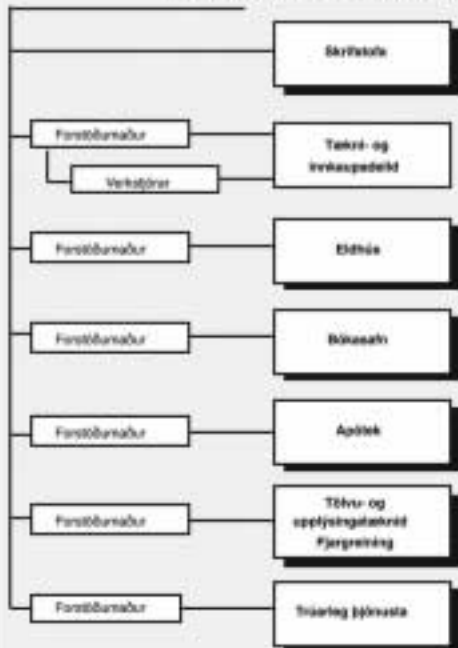 Skrifstofa
Forstöðumaður
Tækni- og
innkaupadeild
Verkstjórar
Forstöðumaður
Eldhús
Forstöðumaður
Bókasafn
Forstöðumaður
Apótek
Forstöðumaður
Tölvu- og
upplýsingatæknid
Fjargreining
Forstöðumaður
Trúarleg þjónusta